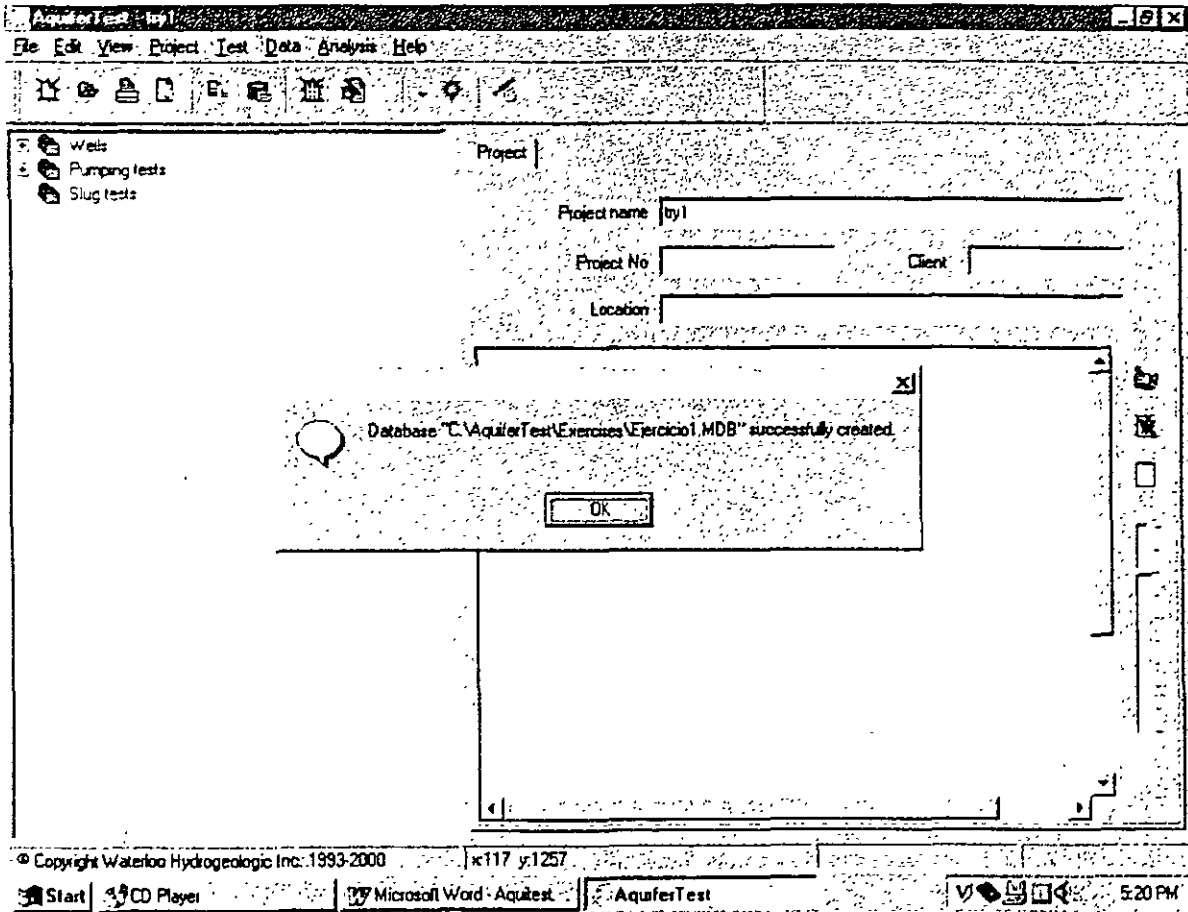 AquiferTest - try1
File Edit View Project Test Data Analysis Help
Wells
Pumping tests
Slug tests
Project
Project name try1
Project No Client
Location
Database "C:\AquiferTest\Exercises\Ejercicio1.MDB" successfully created.
OK
© Copyright Waterloo Hydrogeologic Inc. 1993-2000 x:117 y:1257
Start CD Player Microsoft Word - Aquitest AquiferTest 5:20 PM